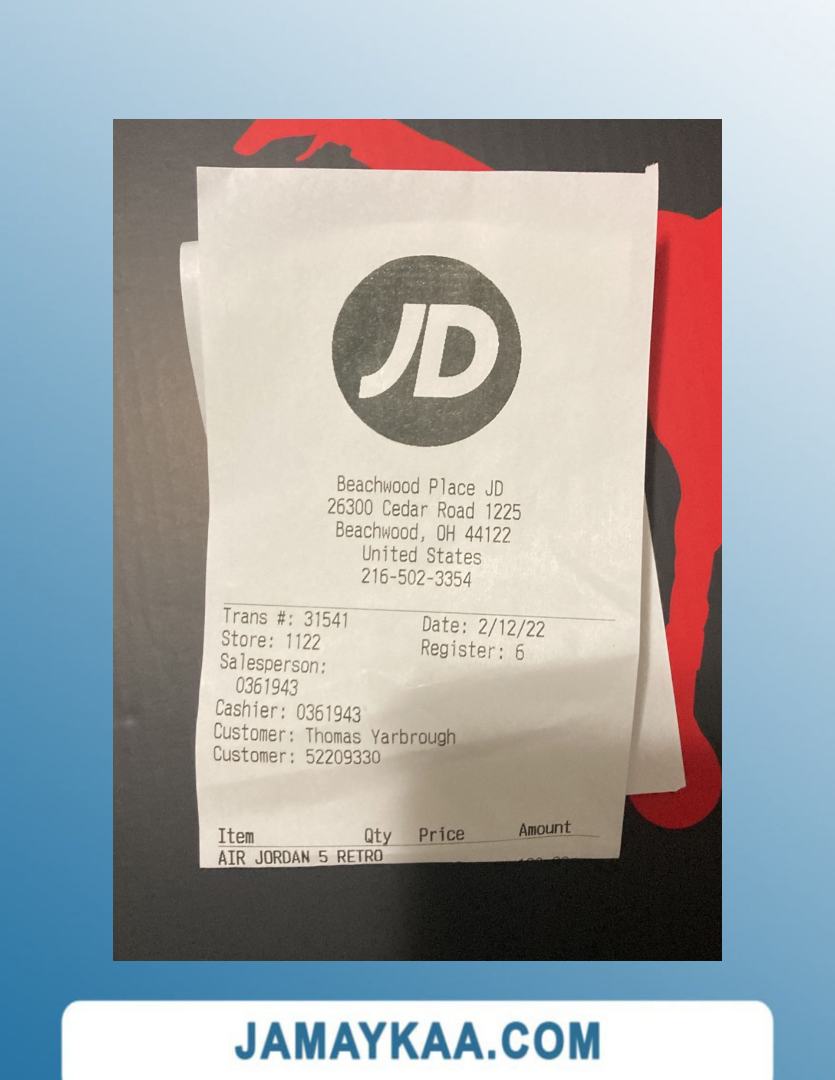 JD
Beachwood Place JD
26300 Cedar Road 1225
Beachwood, OH 44122
United States
216-502-3354
Trans #: 31541 Date: 2/12/22
Store: 1122 Register: 6
Salesperson:
0361943
Cashier: 0361943
Customer: Thomas Yarbrough
Customer: 52209330
Item Qty Price Amount
AIR JORDAN 5 RETRO
JAMAYKAA.COM